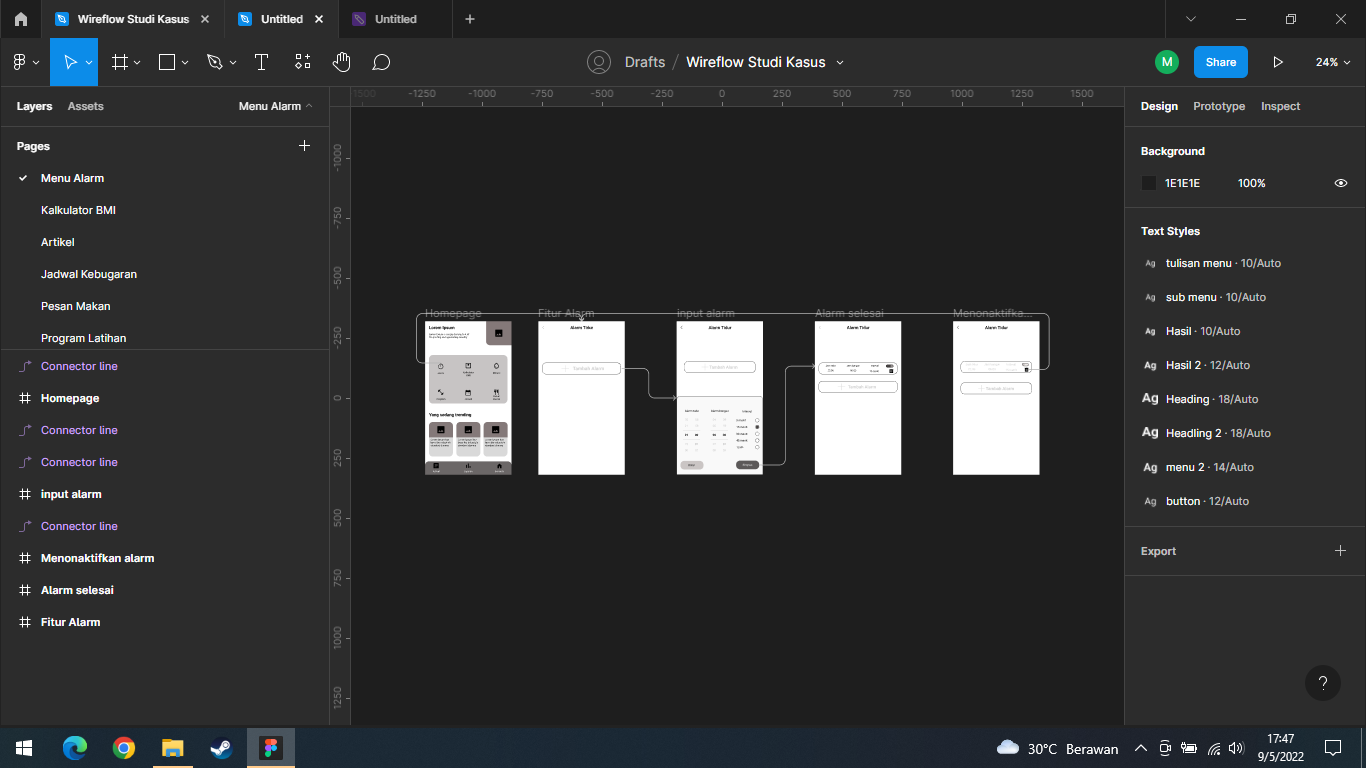 Wireflow Studi Kasus
Untitled
Untitled
Drafts / Wireflow Studi Kasus
M
Share
24%
Layers
Assets
Menu Alarm
Pages
Menu Alarm
Kalkulator BMI
Artikel
Jadwal Kebugaran
Pesan Makan
Program Latihan
Connector line
Homepage
Connector line
Connector line
input alarm
Connector line
Menonaktifkan alarm
Alarm selesai
Fitur Alarm
-1500 -1250 -1000 -750 -500 -250 0 250 500 750 1000 1250 1500
-1000
-750
-500
-250
0
250
500
750
1000
1250
Homepage
Fitur Alarm
input alarm
Alarm selesai
Menonaktifka...
Lorem Ipsum
Yang sedang trending
Alarm Tidur
Tambah Alarm
Alarm Tidur
Tambah Alarm
Alarm Tidur
Tambah Alarm
Alarm Tidur
Tambah Alarm
Design
Prototype
Inspect
Background
1E1E1E
100%
Text Styles
Ag tulisan menu · 10/Auto
Ag sub menu · 10/Auto
Ag Hasil · 10/Auto
Ag Hasil 2 · 12/Auto
Ag Heading · 18/Auto
Ag Headling 2 · 18/Auto
Ag menu 2 · 14/Auto
Ag button · 12/Auto
Export
?
30°C Berawan
17:47
9/5/2022